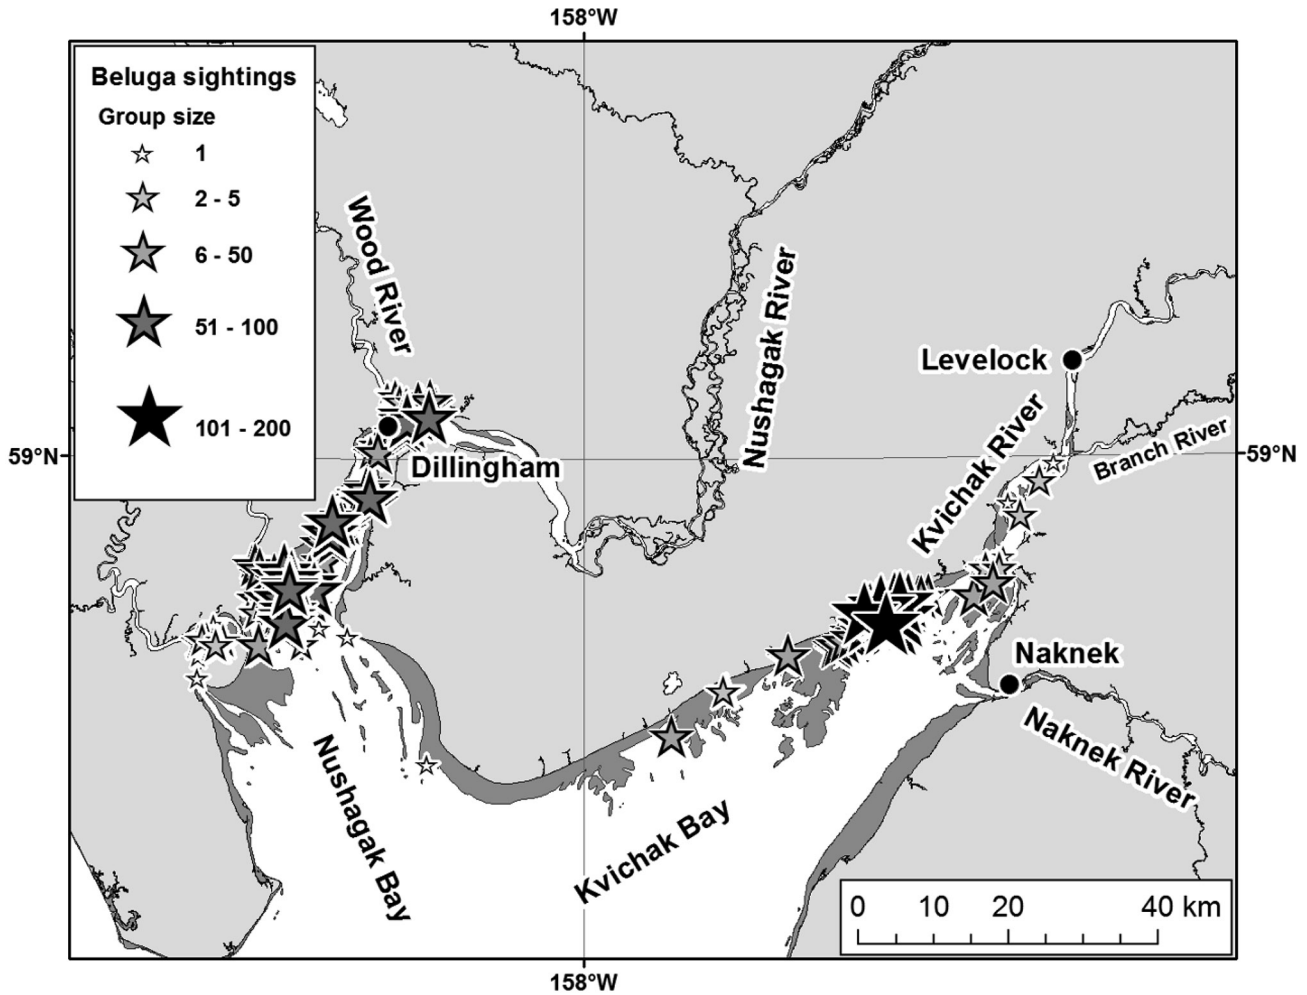 158°W
Beluga sightings
Group size
1
2 - 5
6 - 50
51 - 100
101 - 200
Wood River
Nushagak River
Levelock
Kvichak River
Branch River
59°N
59°N
Dillingham
Naknek
Naknek River
Nushagak Bay
Kvichak Bay
0 10 20 40 km
158°W